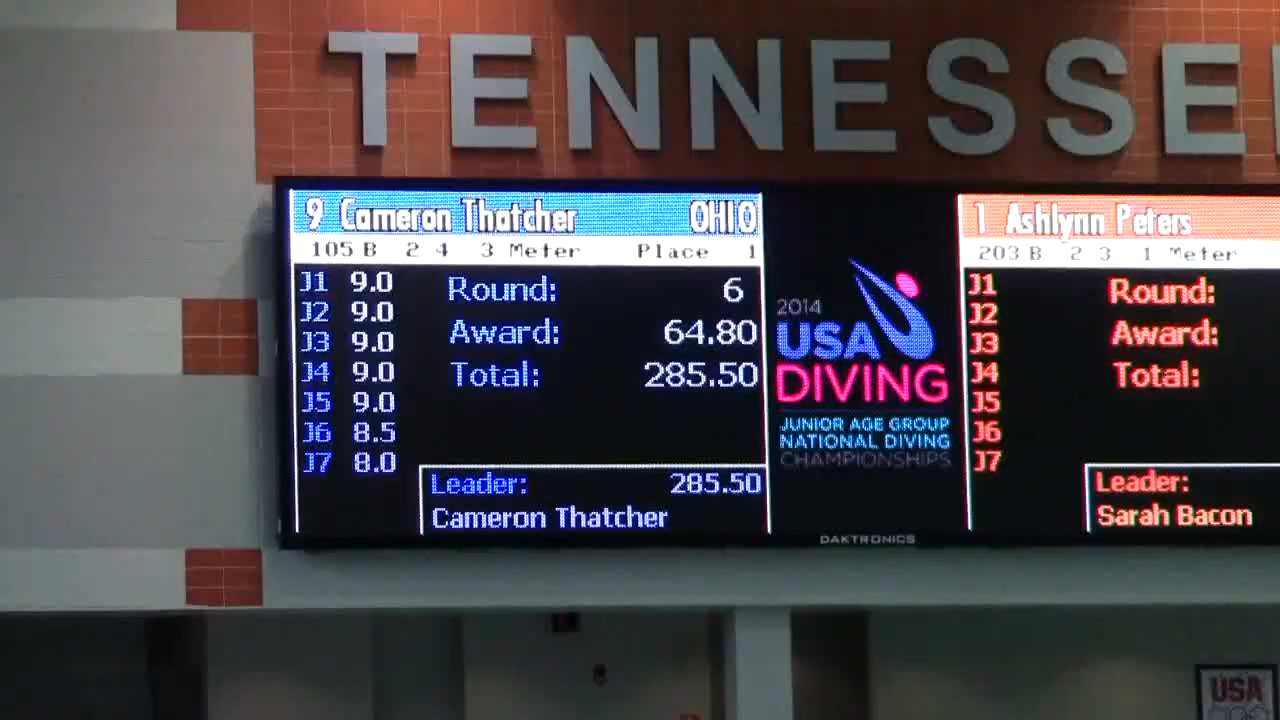 TENNESSEE
9 Cameron Thatcher OHIO
105 B 2 4 3 Meter Place 1
J1 9.0
J2 9.0
J3 9.0
J4 9.0
J5 9.0
J6 8.5
J7 8.0
Round: 6
Award: 64.80
Total: 285.50
Leader: 285.50
Cameron Thatcher
2014
USA
DIVING
JUNIOR AGE GROUP
NATIONAL DIVING
CHAMPIONSHIPS
DAKTRONICS
1 Ashlynn Peters
203 B 2 3 1 Meter
J1
J2
J3
J4
J5
J6
J7
Round:
Award:
Total:
Leader:
Sarah Bacon
USA